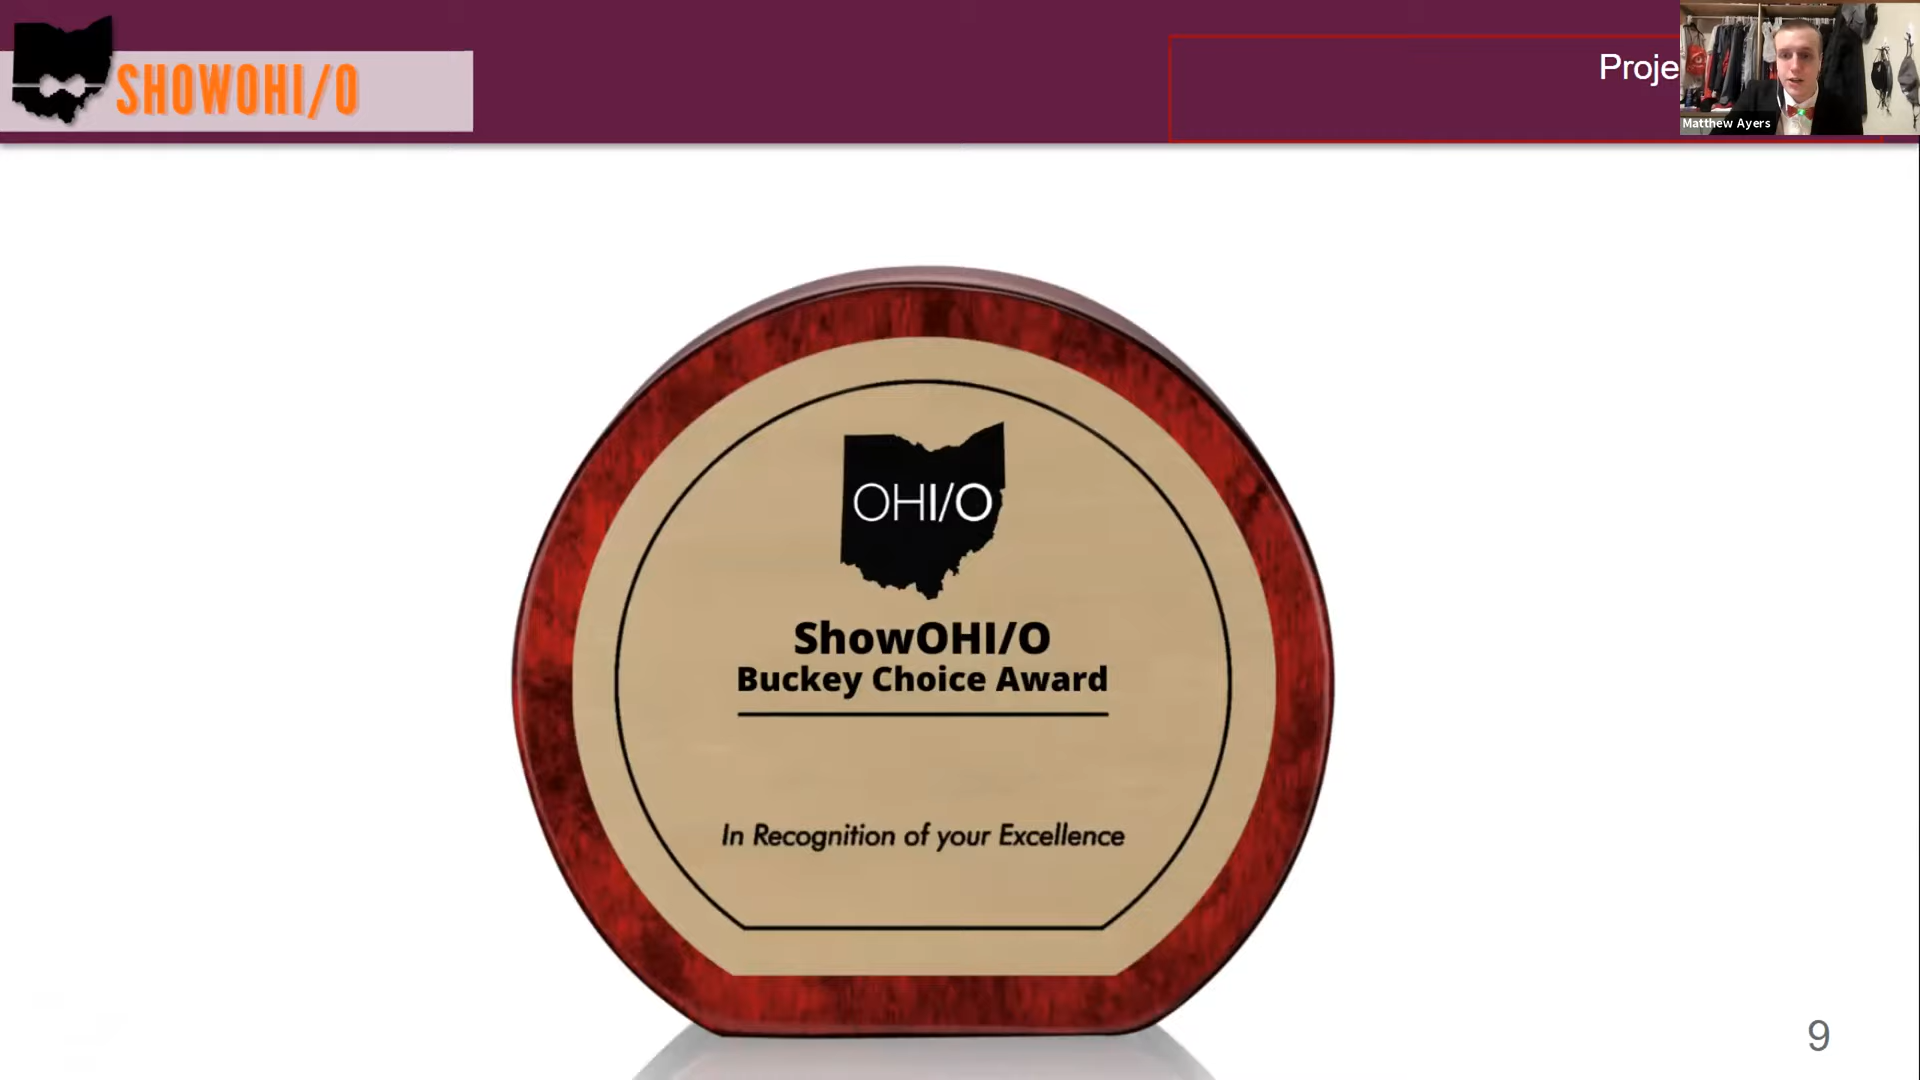 SHOWOHI/O
Proje
Matthew Ayers
OHI/O
ShowOHI/O
Buckey Choice Award
In Recognition of your Excellence
9